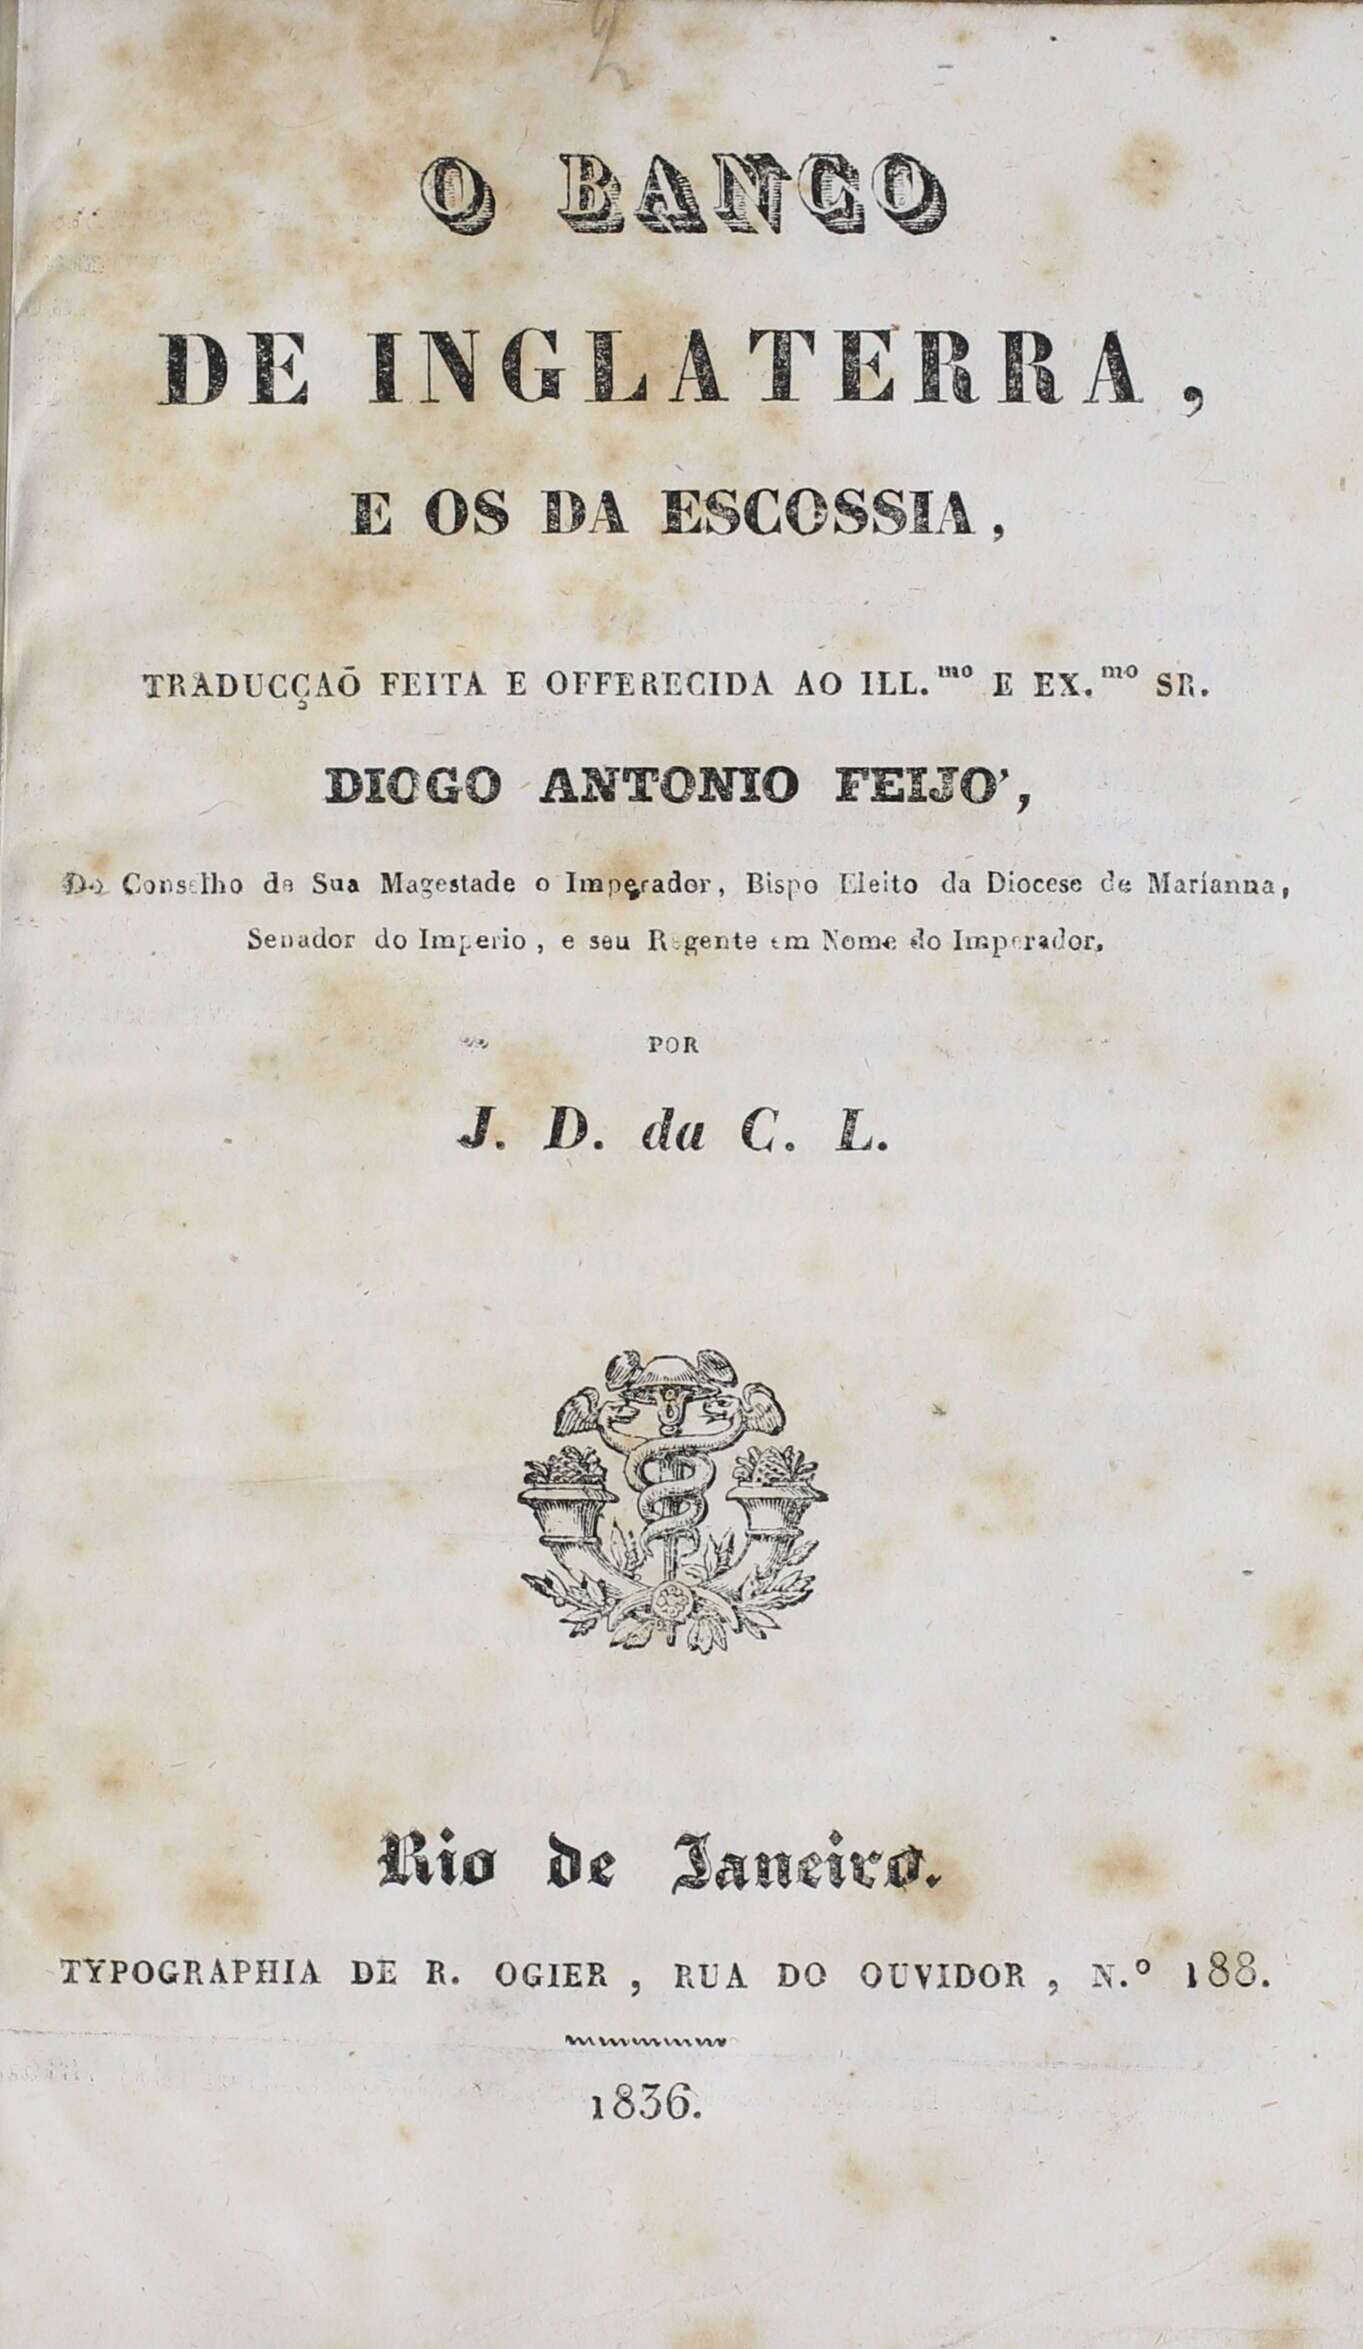 2
O BANCO
DE INGLATERRA,
E OS DA ESCOSSIA,
TRADUCÇAÕ FEITA E OFFERECIDA AO ILL.mo E EX.mo SR.
DIOGO ANTONIO FEIJO',
Do Conselho de Sua Magestade o Imperador, Bispo Eleito da Diocese de Marianna,
Senador do Imperio, e seu Regente em Nome do Imperador,
POR
J. D. da C. L.
Rio de Janeiro.
TYPOGRAPHIA DE R. OGIER, RUA DO OUVIDOR, N.º 188.
1836.